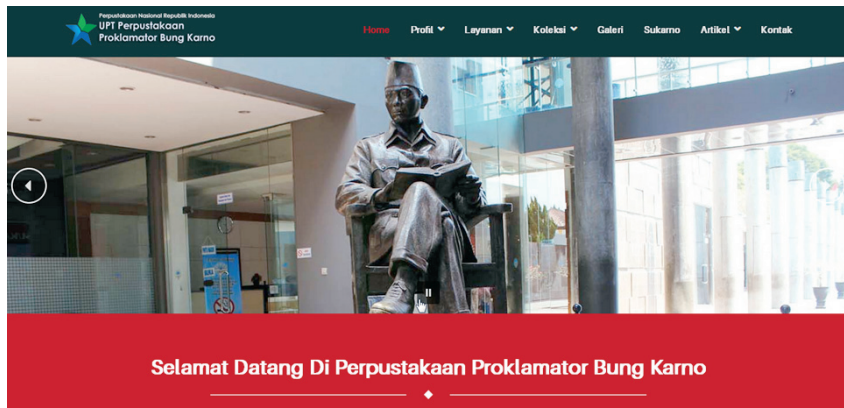 Perpustakaan Nasional Republik Indonesia
UPT Perpustakaan
Proklamator Bung Karno
Home Profil Layanan Koleksi Galeri Sukarno Artikel Kontak
Selamat Datang Di Perpustakaan Proklamator Bung Karno